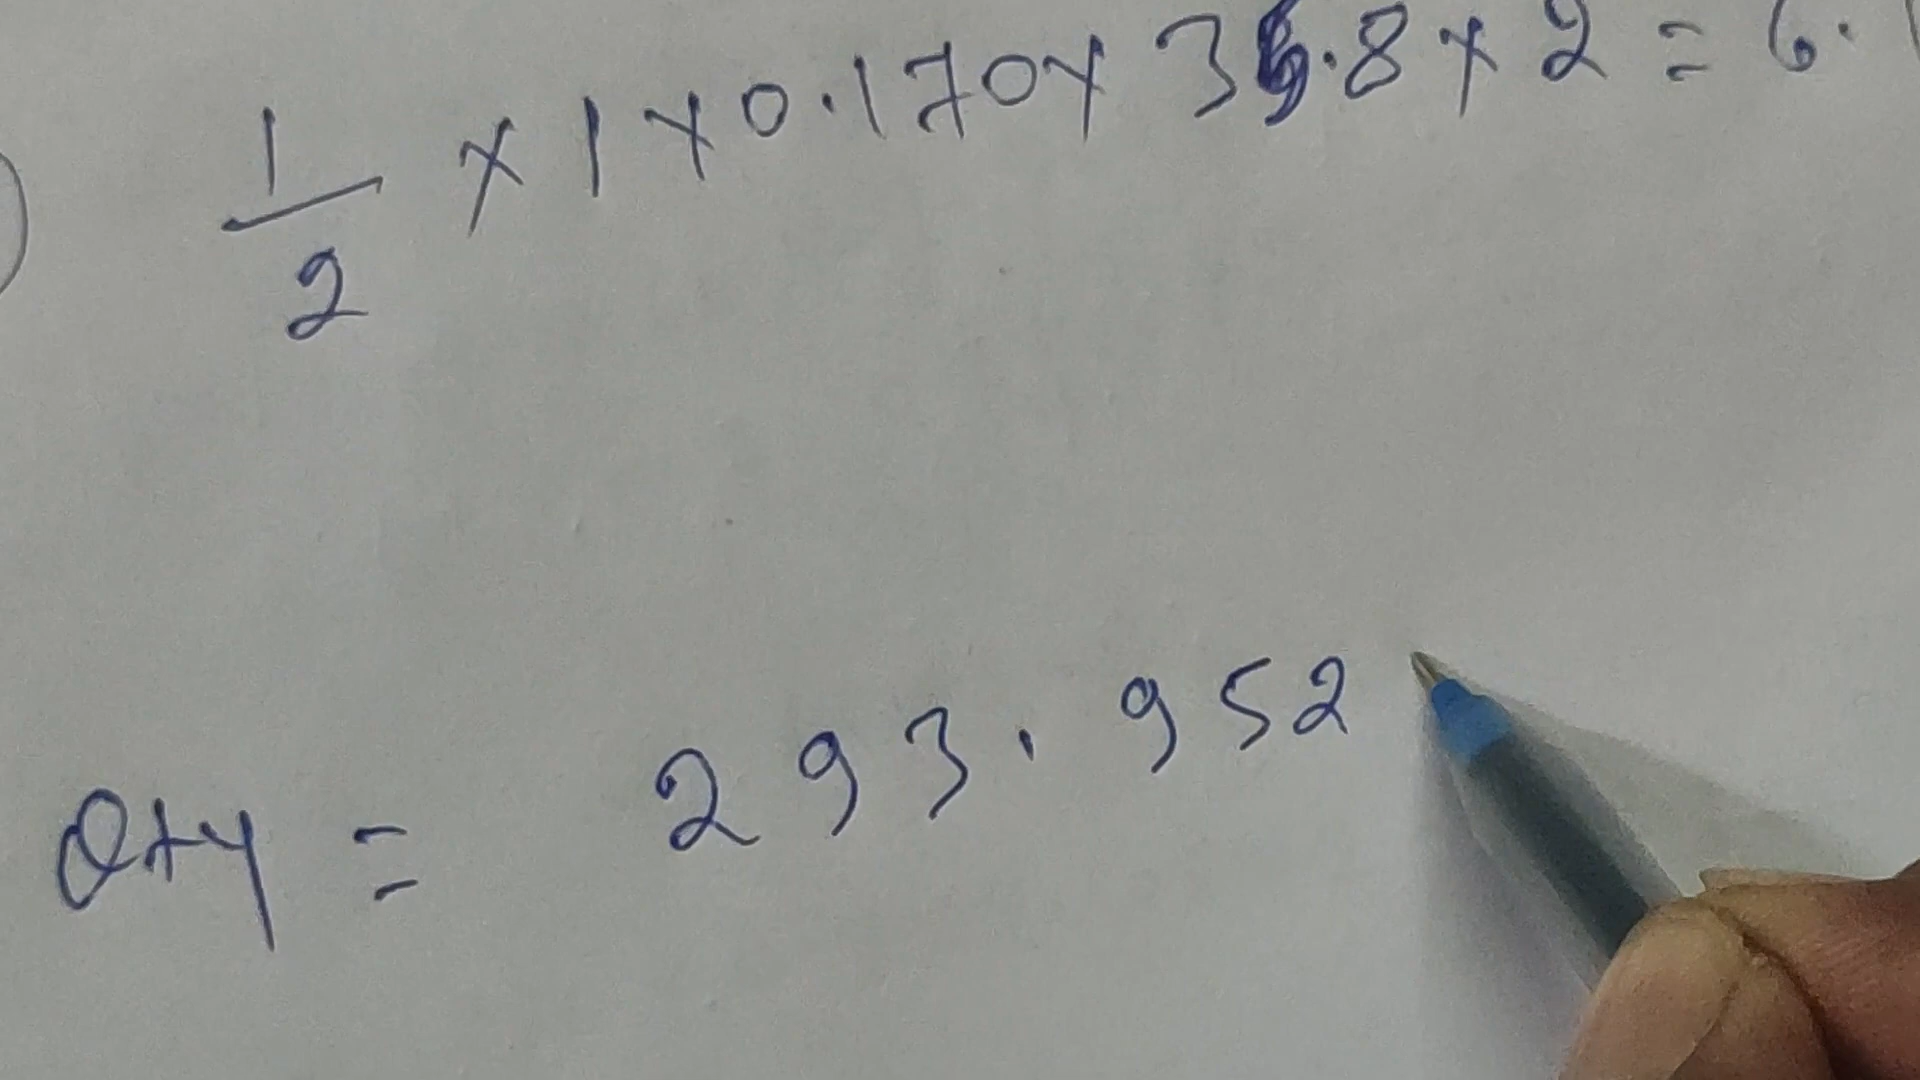 1/2 × 1 × 0.170 × 35.8 × 2 = 6.
Qty = 293.952